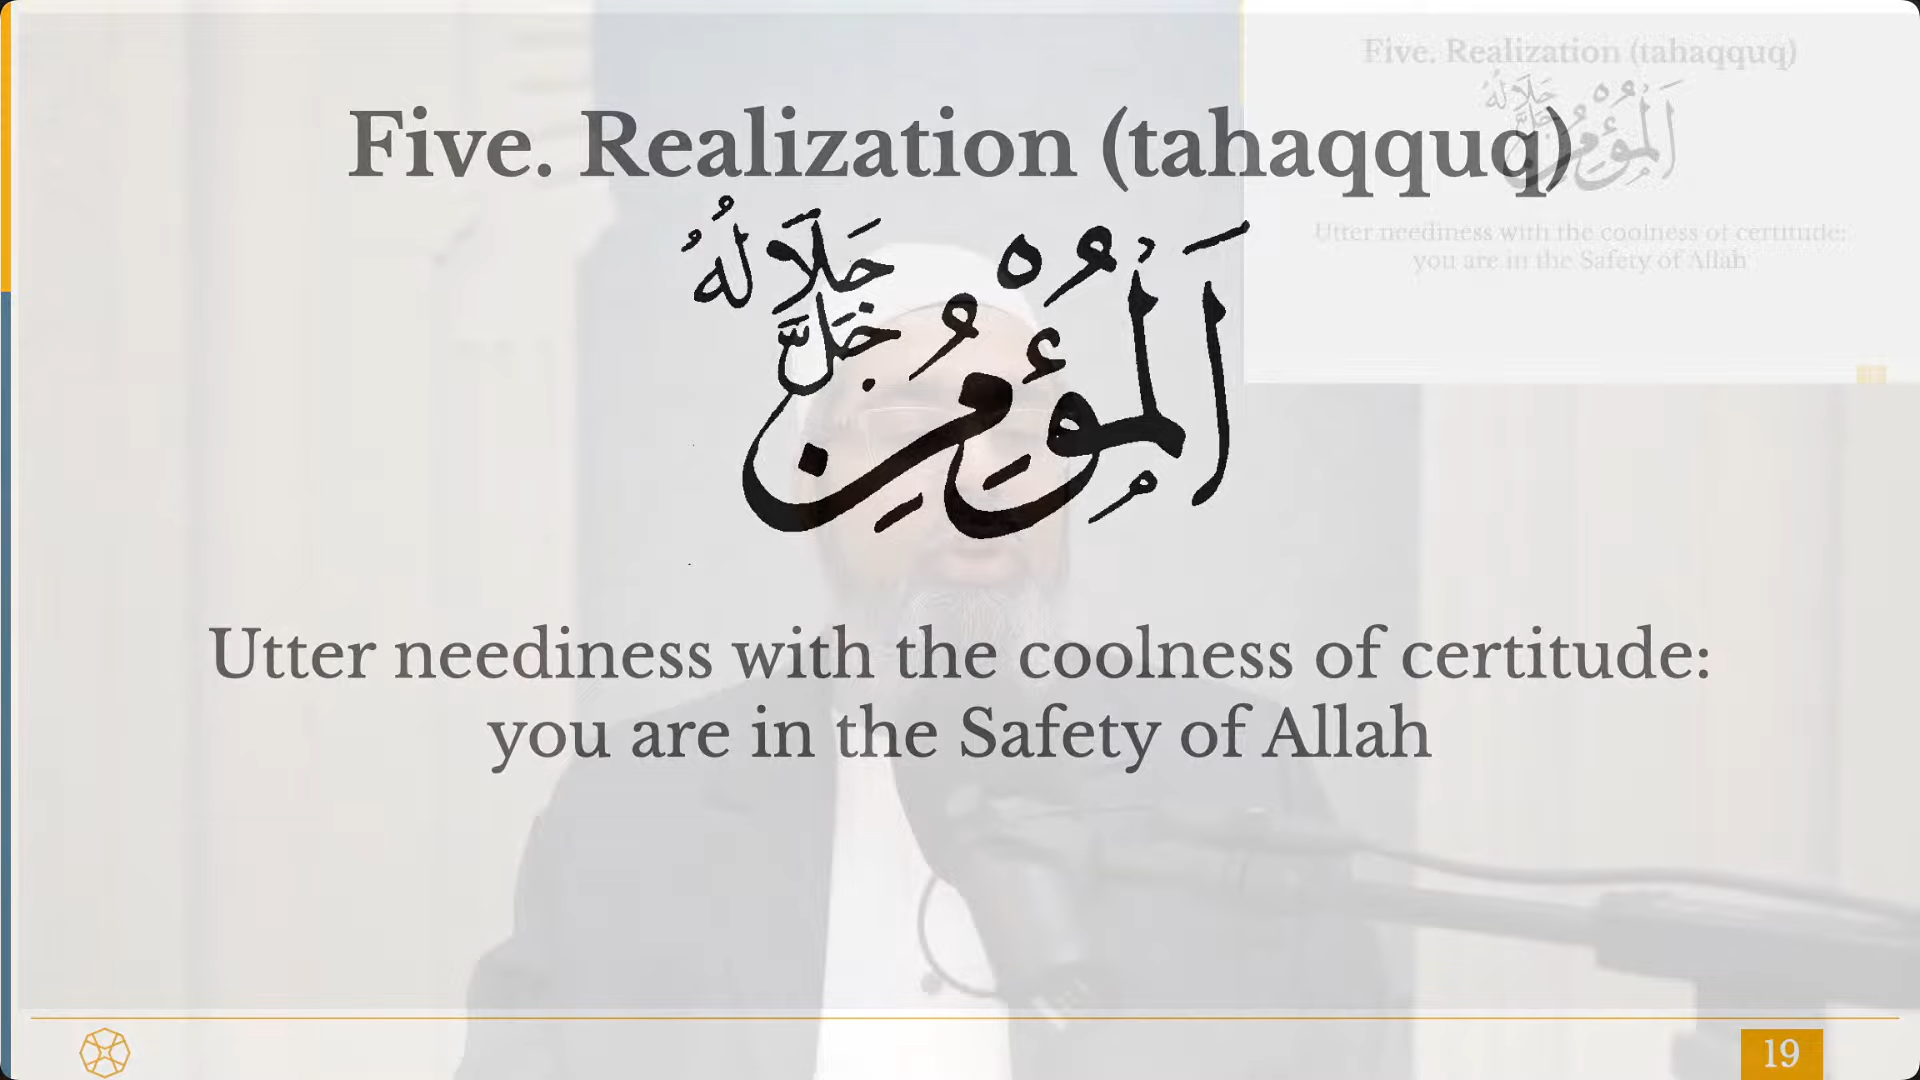 Five. Realization (tahaqquq)
اَلْمُؤْمِنُ جَلَّ جَلَالُهُ
Utter neediness with the coolness of certitude:
you are in the Safety of Allah
Five. Realization (tahaqquq)
اَلْمُؤْمِنُ جَلَّ جَلَالُهُ
Utter neediness with the coolness of certitude:
you are in the Safety of Allah
19